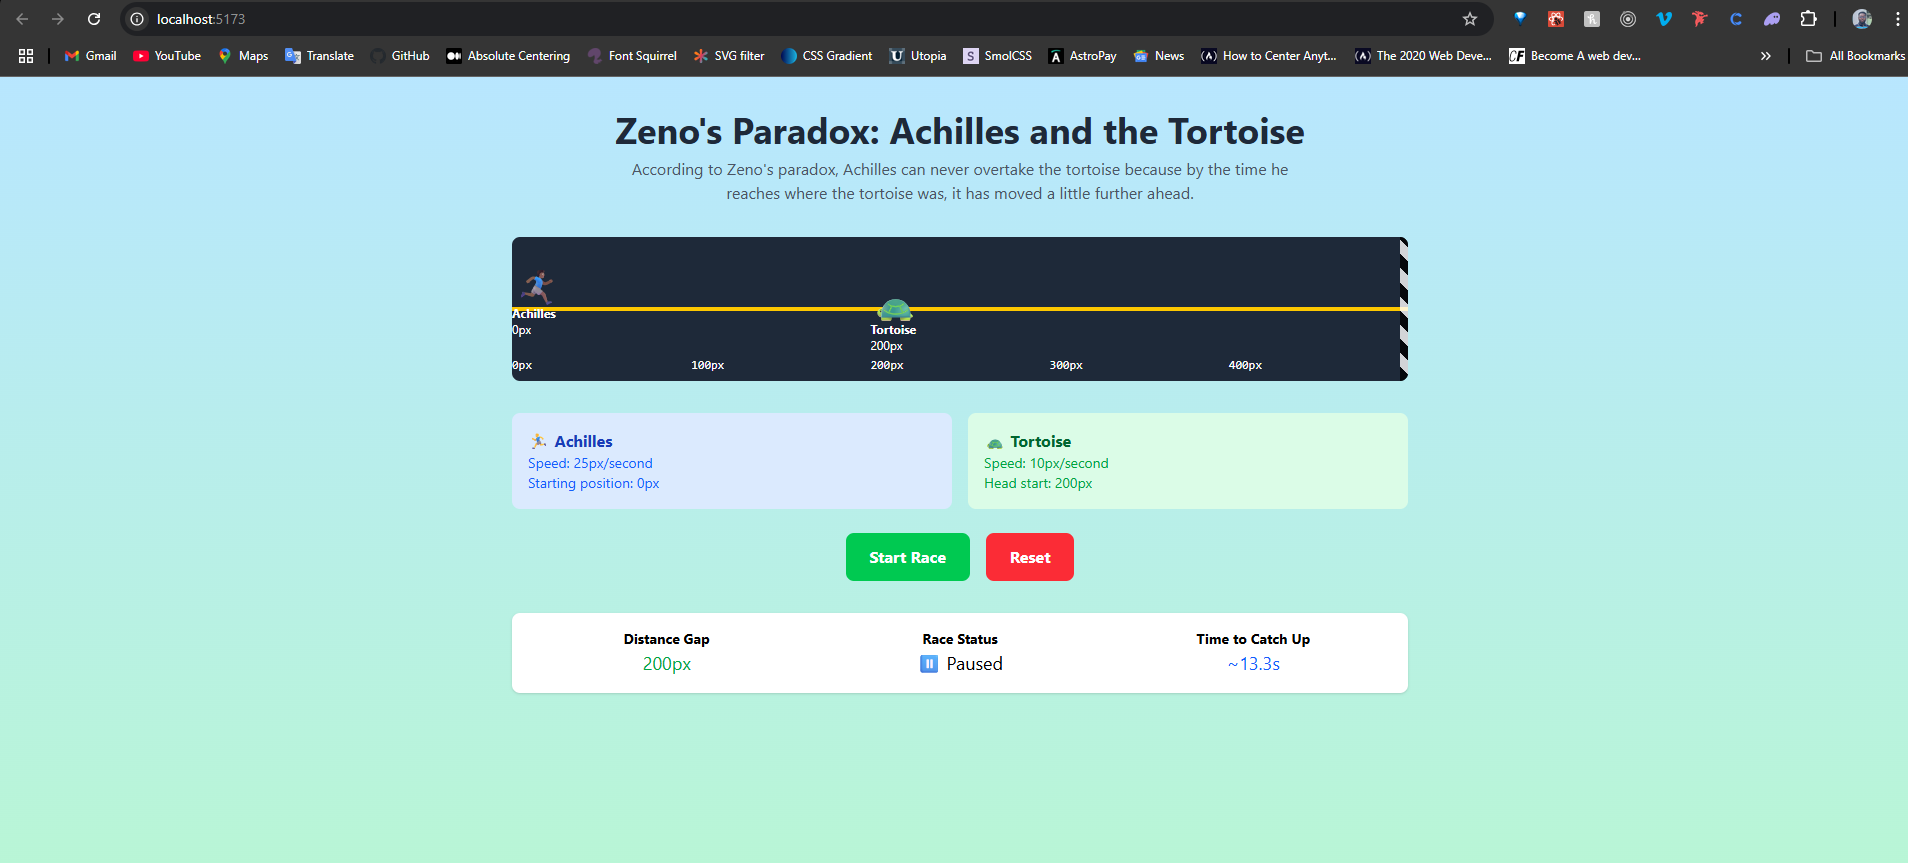 localhost:5173
Gmail
YouTube
Maps
Translate
GitHub
Absolute Centering
Font Squirrel
SVG filter
CSS Gradient
Utopia
SmolCSS
AstroPay
News
How to Center Anyt...
The 2020 Web Deve...
Become A web dev...
All Bookmarks
Zeno's Paradox: Achilles and the Tortoise
According to Zeno's paradox, Achilles can never overtake the tortoise because by the time he
reaches where the tortoise was, it has moved a little further ahead.
Achilles
0px
Tortoise
200px
0px
100px
200px
300px
400px
Achilles
Speed: 25px/second
Starting position: 0px
Tortoise
Speed: 10px/second
Head start: 200px
Start Race
Reset
Distance Gap
200px
Race Status
Paused
Time to Catch Up
~13.3s